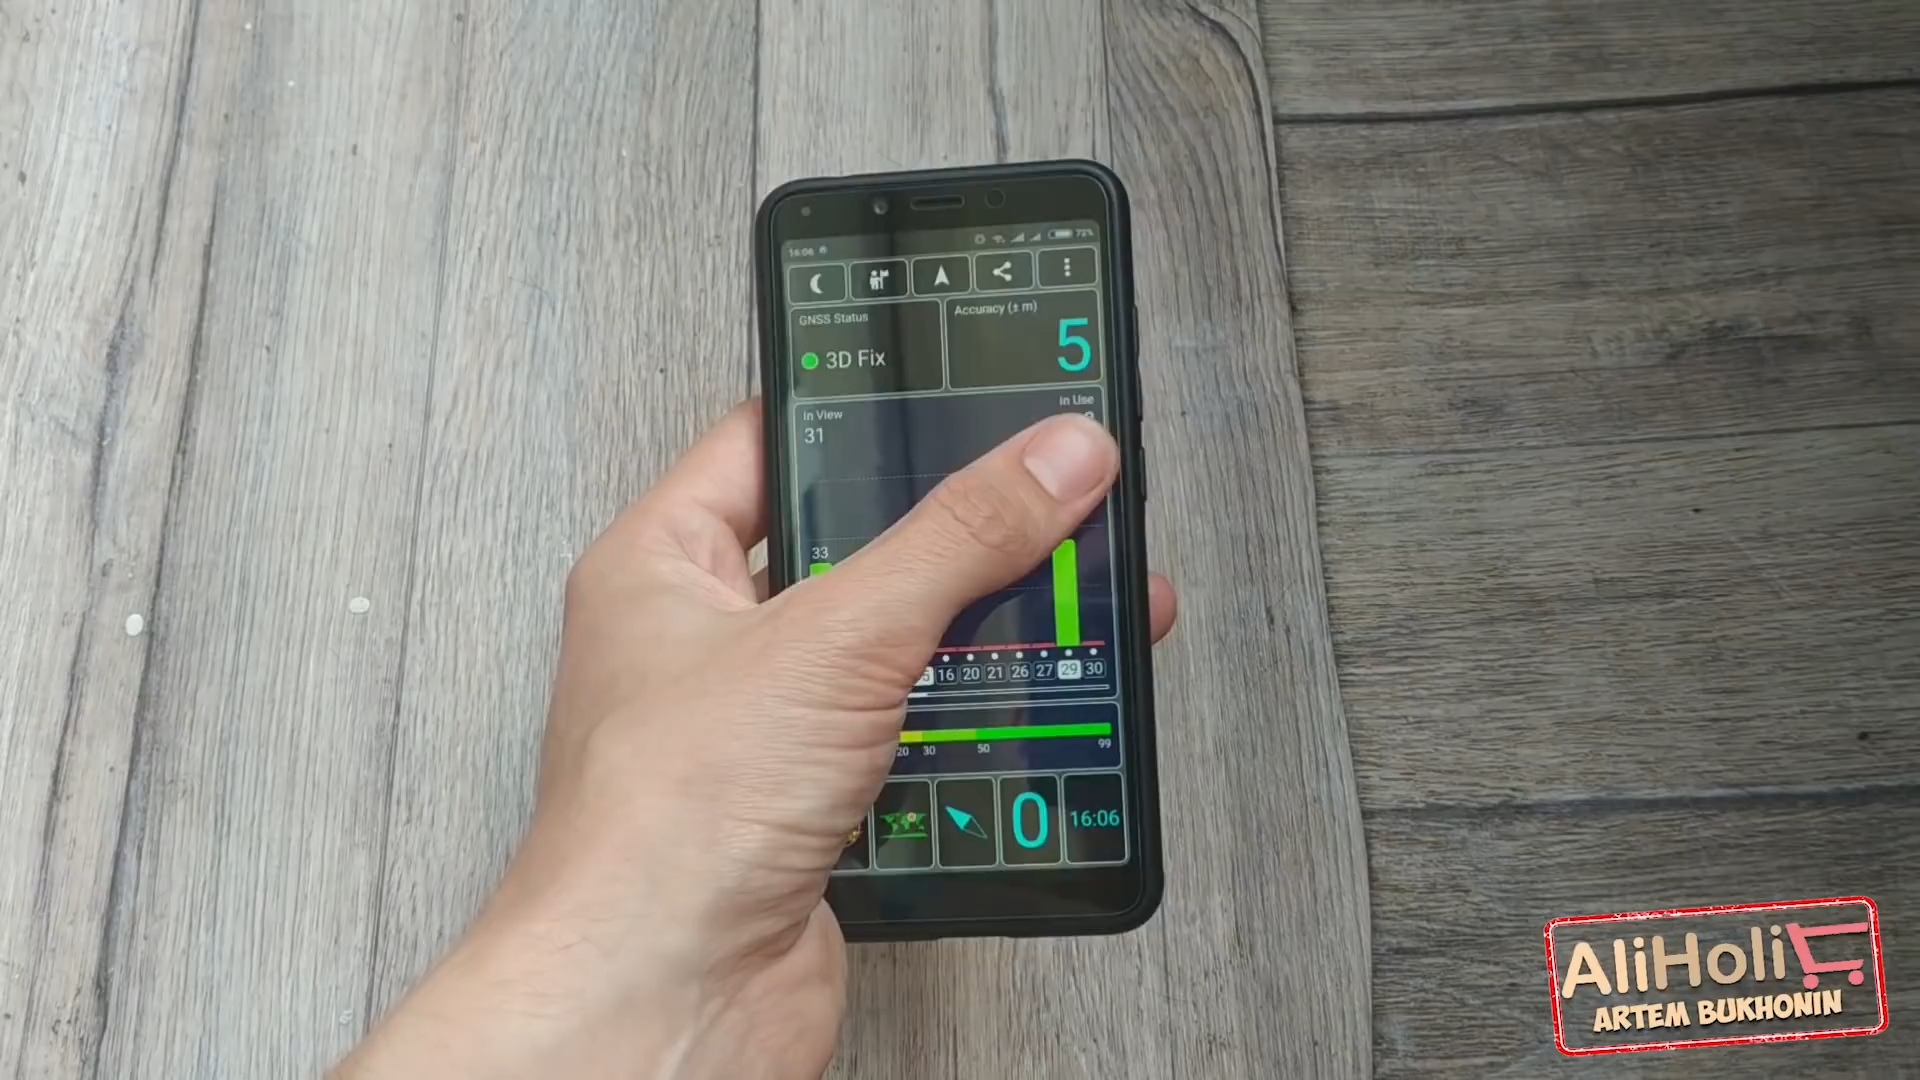 16:06
72%
GNSS Status
3D Fix
Accuracy (± m)
5
In View
31
In Use
33
16 20 21 26 27 29 30
20 30 50 99
0
16:06
AliHoli
ARTEM BUKHONIN